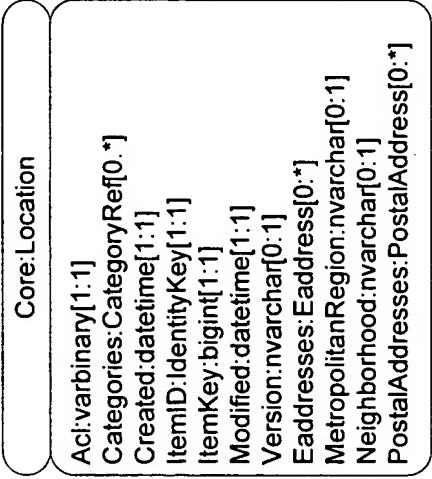 Core:Location
Acl:varbinary[1:1]
Categories:CategoryRef[0.*]
Created:datetime[1:1]
ItemID:IdentityKey[1:1]
ItemKey:bigint[1:1]
Modified:datetime[1:1]
Version:nvarchar[0:1]
Eaddresses:Eaddress[0:*]
MetropolitanRegion:nvarchar[0:1]
Neighborhood:nvarchar[0:1]
PostalAddresses:PostalAddress[0:*]